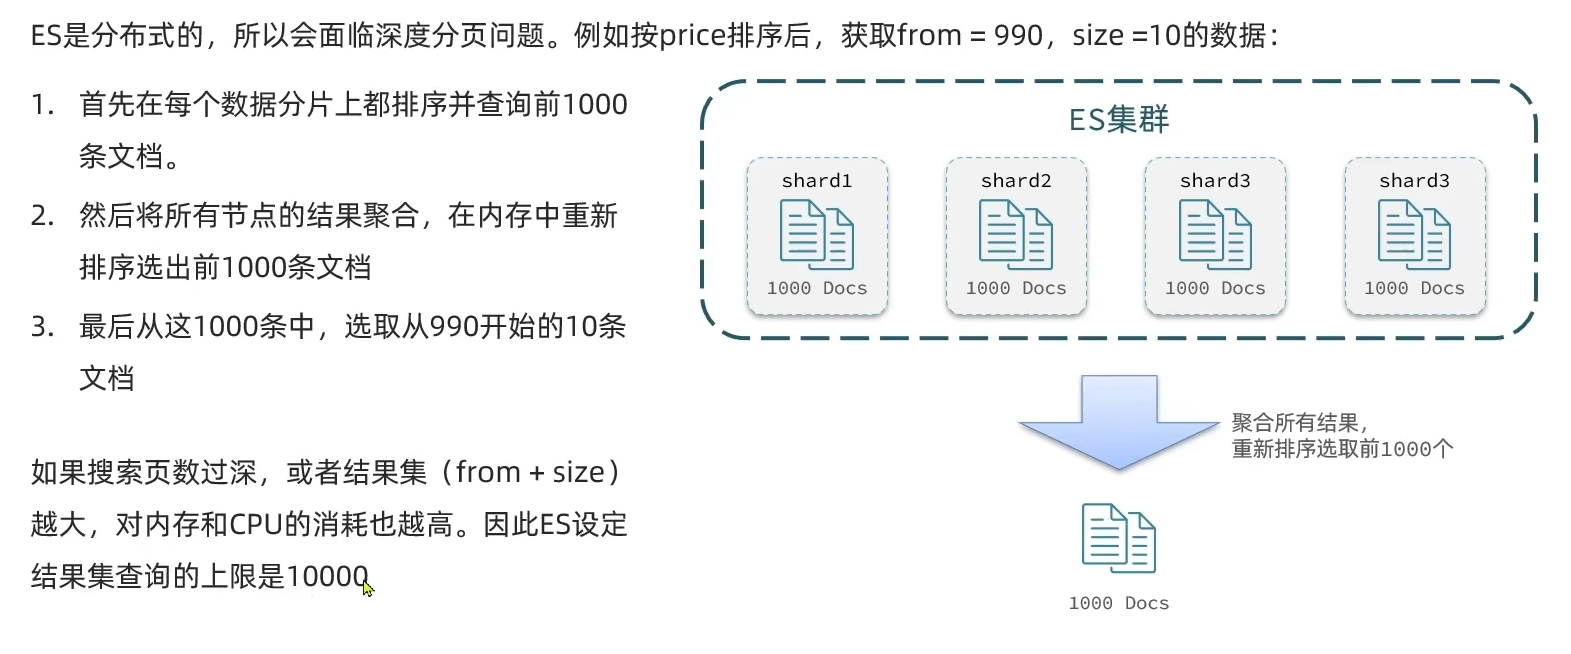 ES是分布式的，所以会面临深度分页问题。例如按price排序后，获取from = 990，size =10的数据：
1. 首先在每个数据分片上都排序并查询前1000
条文档。
2. 然后将所有节点的结果聚合，在内存中重新
排序选出前1000条文档
3. 最后从这1000条中，选取从990开始的10条
文档
如果搜索页数过深，或者结果集（from + size）
越大，对内存和CPU的消耗也越高。因此ES设定
结果集查询的上限是10000
ES集群
shard1
1000 Docs
shard2
1000 Docs
shard3
1000 Docs
shard3
1000 Docs
聚合所有结果，
重新排序选取前1000个
1000 Docs